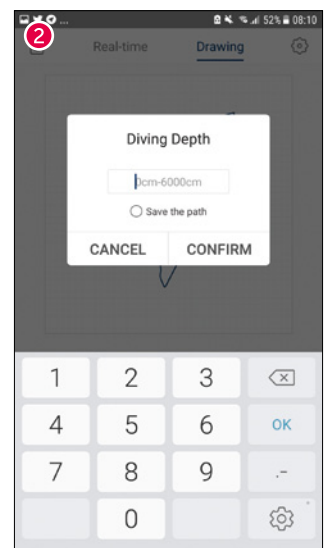 ... 52% 08:10
2
Real-time Drawing
Diving Depth
0cm-6000cm
Save the path
CANCEL CONFIRM
1 2 3
4 5 6 OK
7 8 9 .-
0